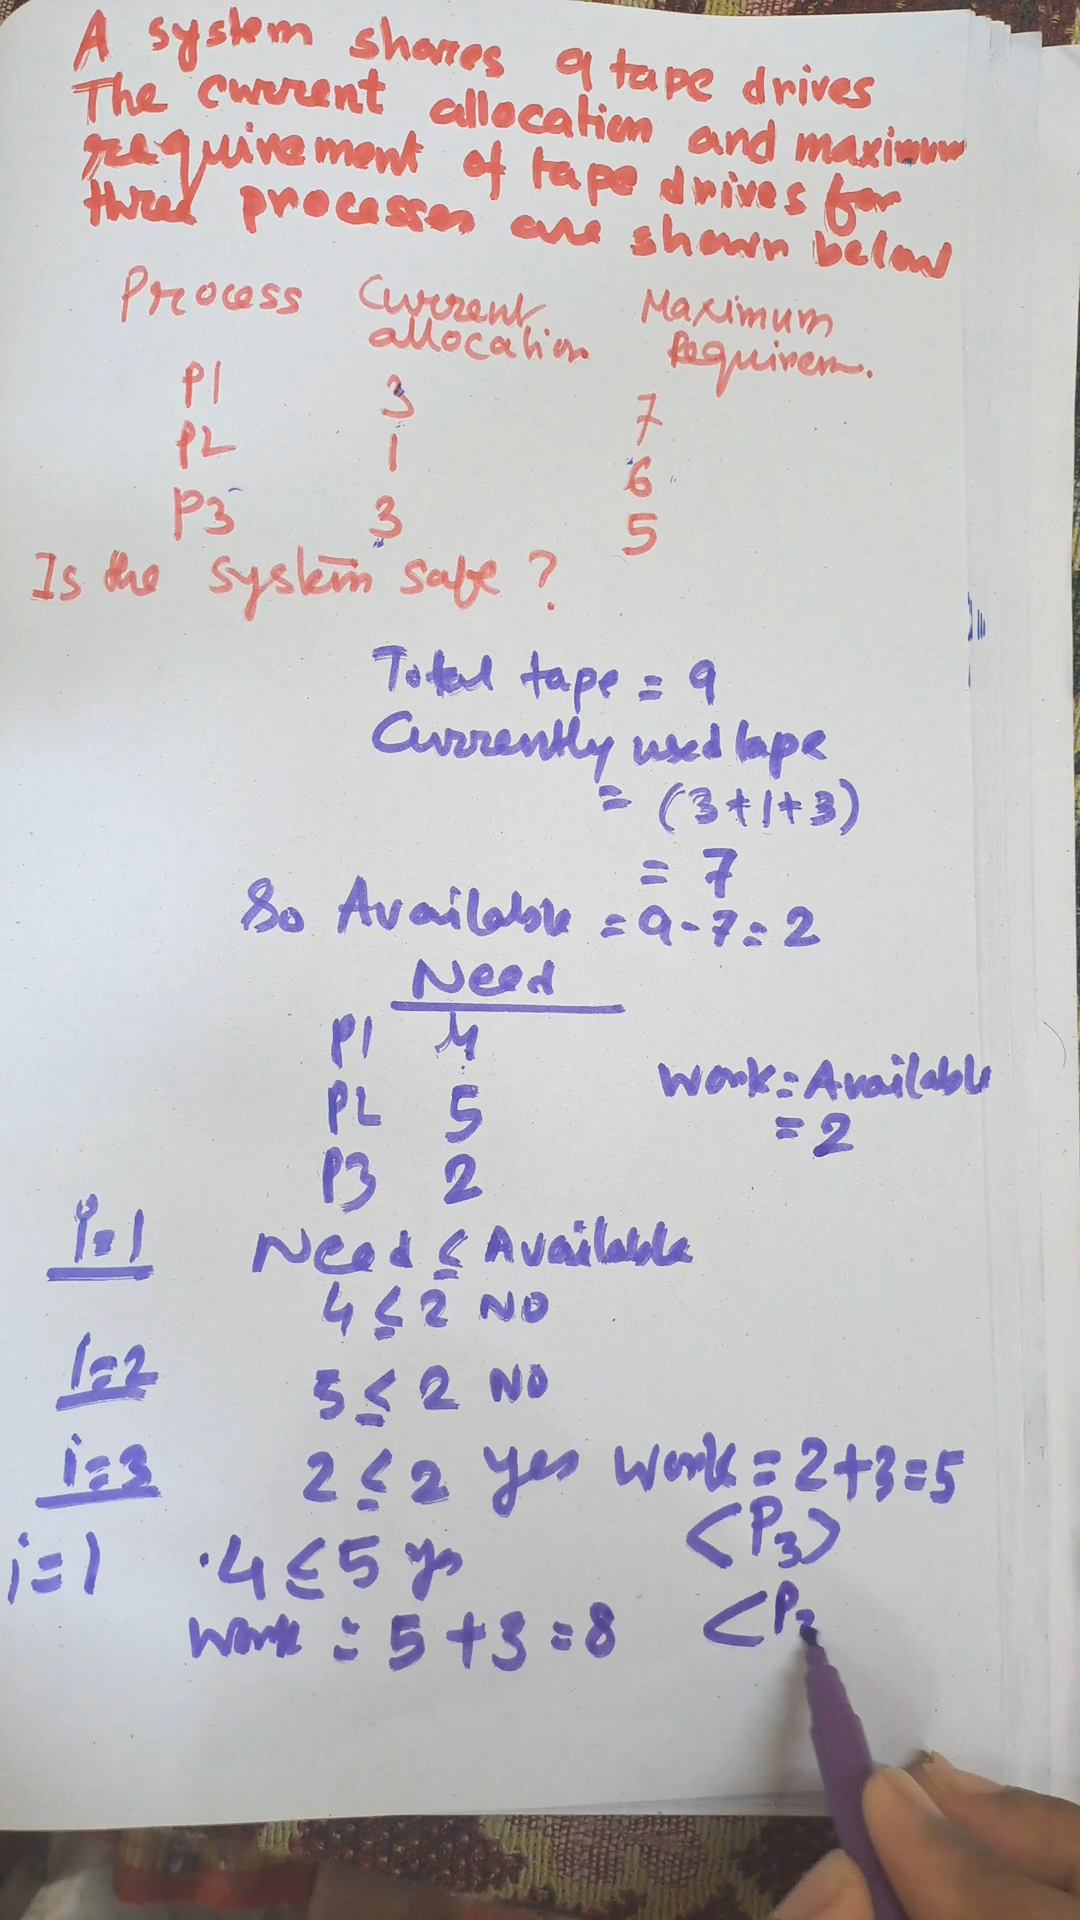 A system shares 9 tape drives
The current allocation and maximum
requirement of tape drives for
three processes are shown below
Process Current allocation Maximum Requirem.
P1 3 7
P2 1 6
P3 3 5
Is the system safe ?
Total tape = 9
Currently used tape
= (3+1+3)
= 7
So Available = 9-7=2
Need
P1 4
P2 5
P3 2
Work=Available
= 2
i=1 Need ≤ Available
4 ≤ 2 NO
i=2 5 ≤ 2 NO
i=3 2 ≤ 2 yes Work = 2+3=5
<P3>
i=1 4 ≤ 5 yes
Work = 5+3=8
<P3